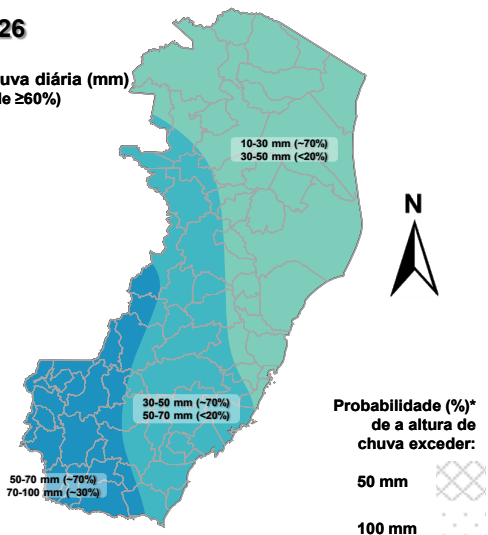 26
uva diária (mm)
de ≥60%)
10-30 mm (~70%)
30-50 mm (<20%)
N
30-50 mm (~70%)
50-70 mm (<20%)
Probabilidade (%)*
de a altura de
chuva exceder:
50-70 mm (~70%)
70-100 mm (~30%)
50 mm
100 mm